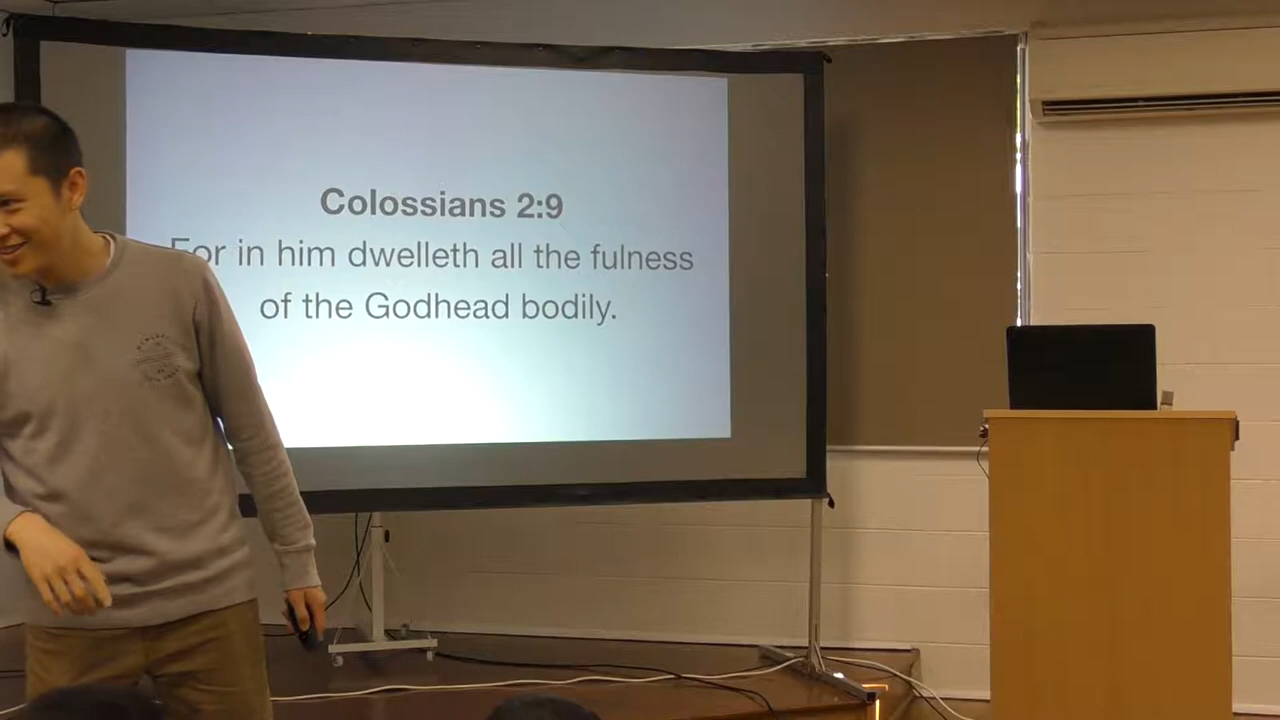 Colossians 2:9
For in him dwelleth all the fulness
of the Godhead bodily.